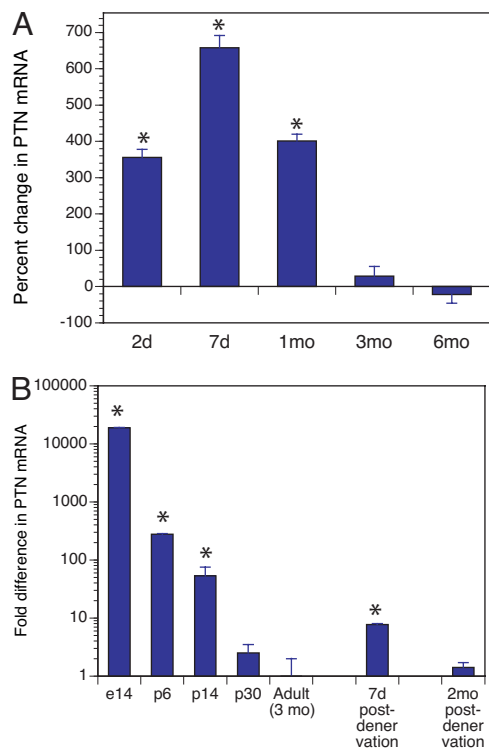 A
Percent change in PTN mRNA
700
600
500
400
300
200
100
0
-100
*
*
*
2d 7d 1mo 3mo 6mo
B
Fold difference in PTN mRNA
100000
10000
1000
100
10
1
*
*
*
*
e14 p6 p14 p30 Adult 7d 2mo
(3 mo) post- post-
dener dener
vation vation